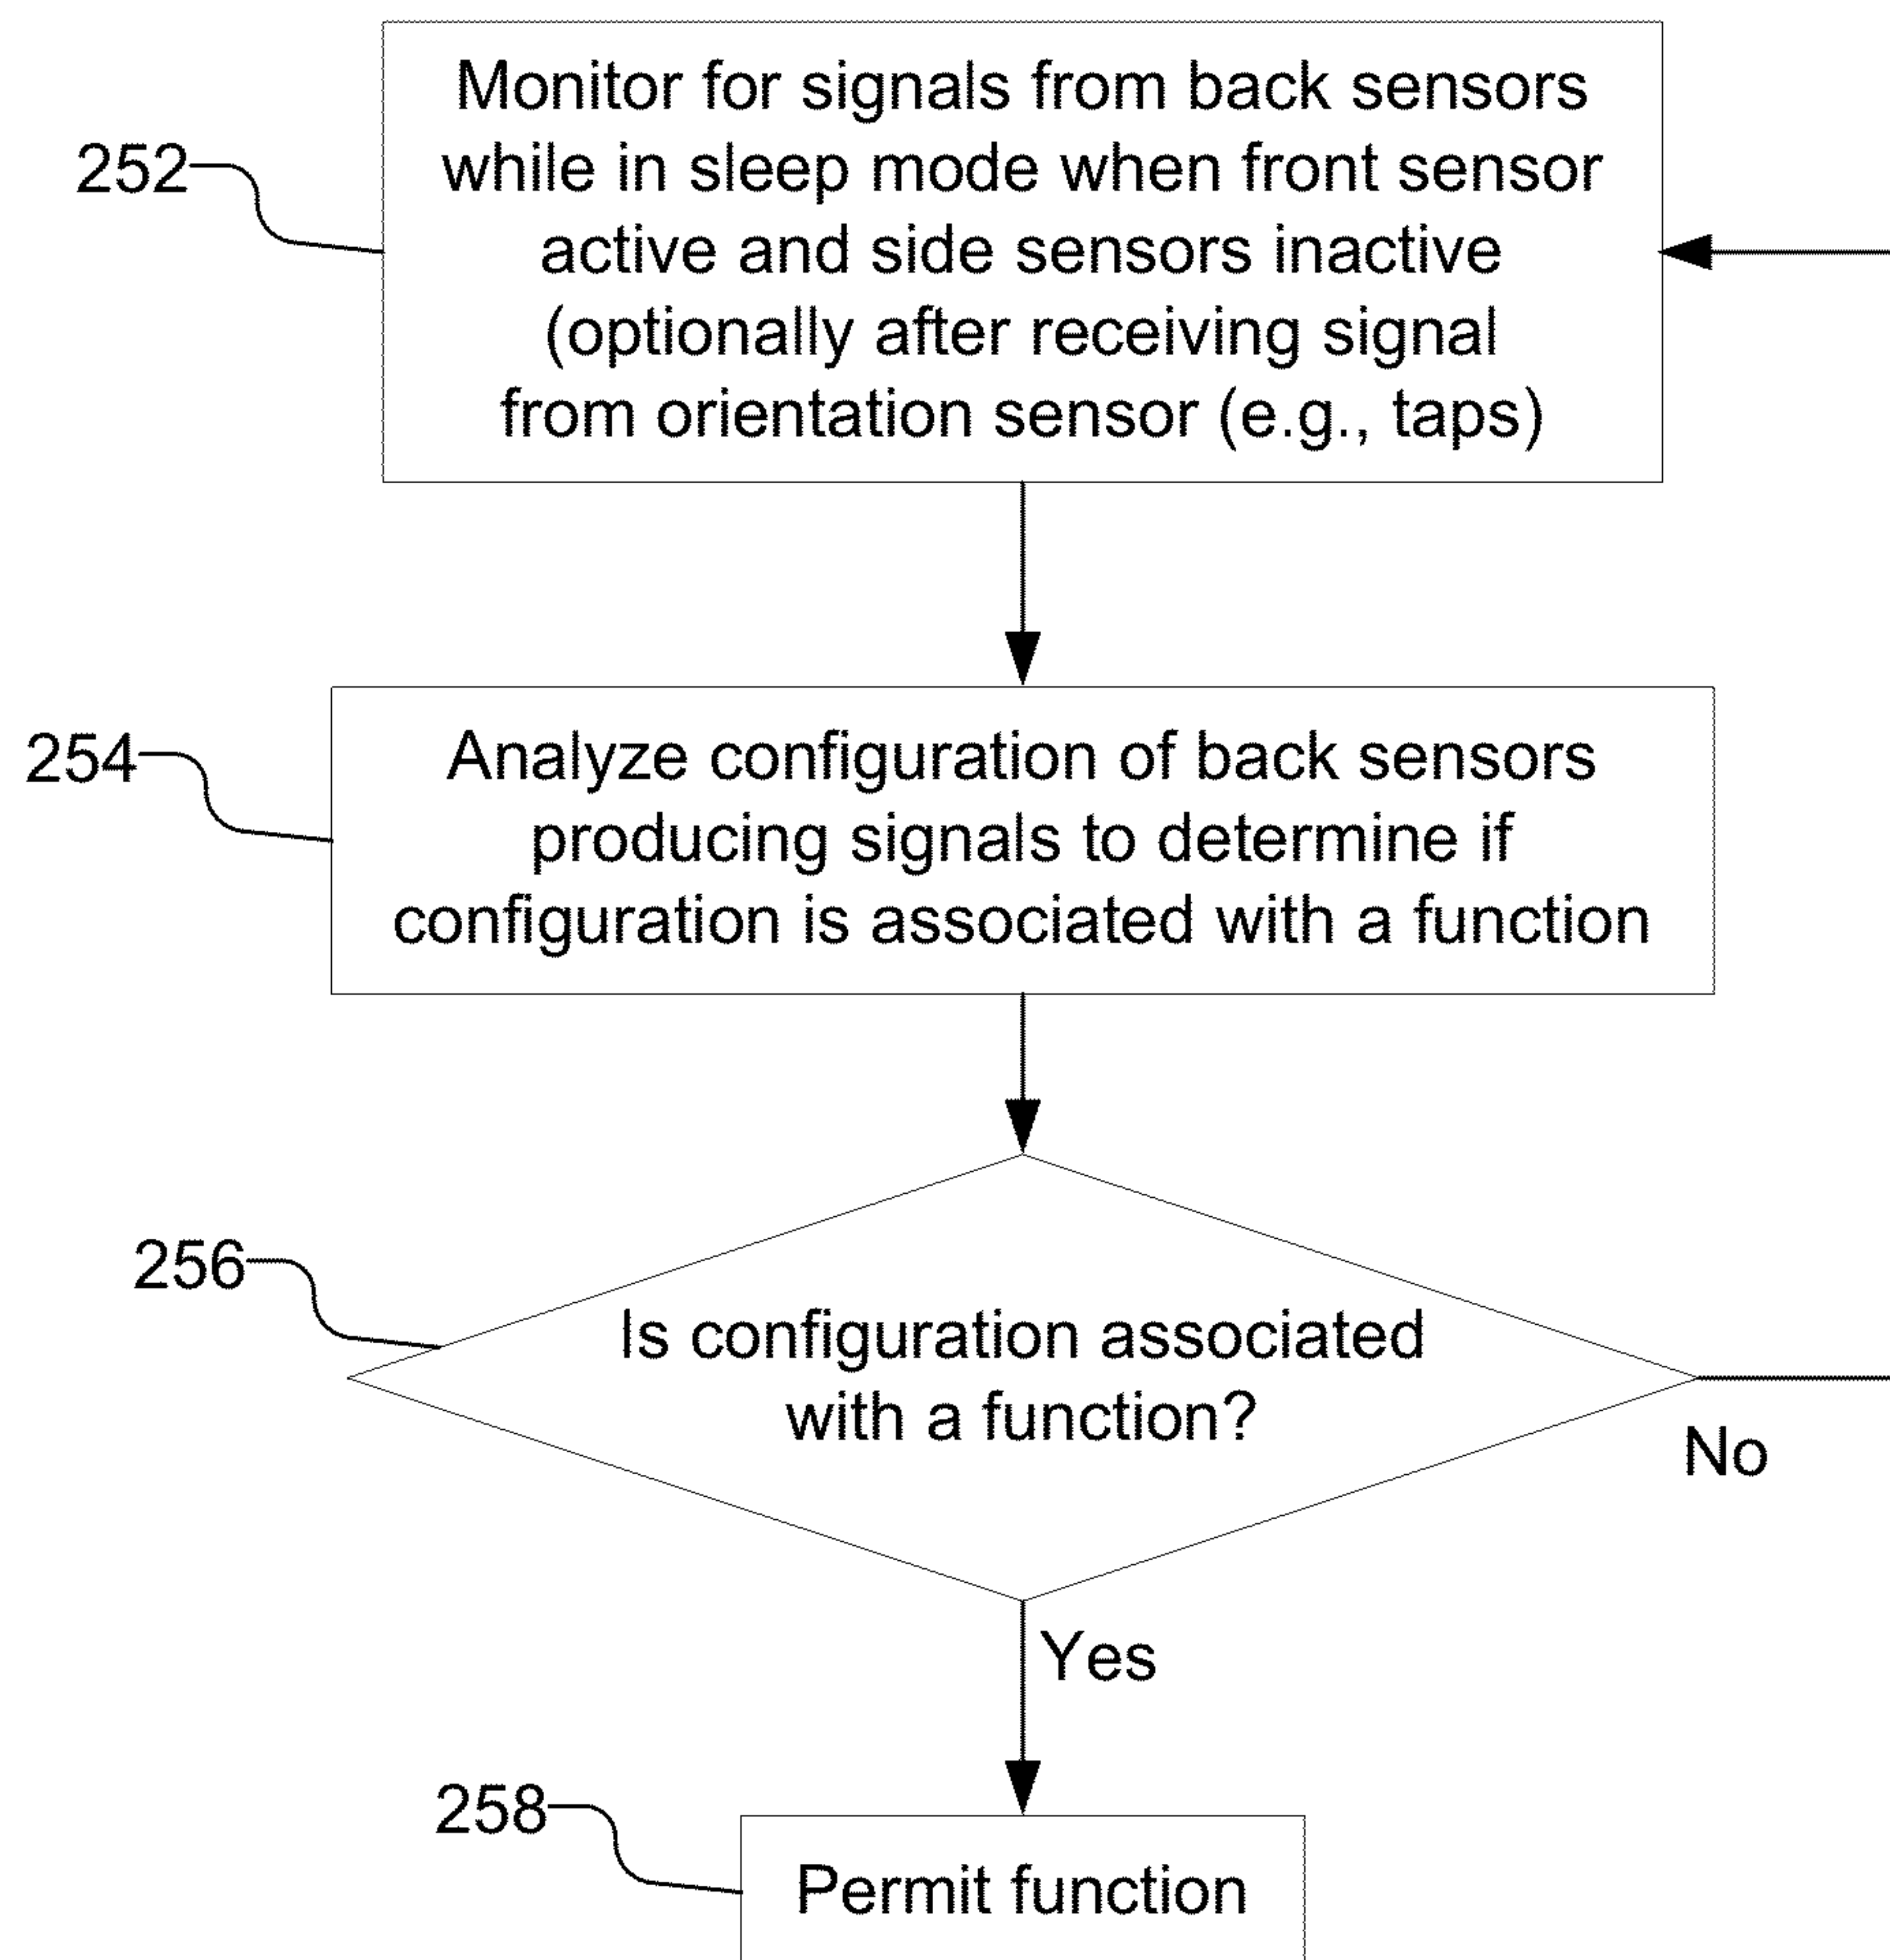 252
Monitor for signals from back sensors
while in sleep mode when front sensor
active and side sensors inactive
(optionally after receiving signal
from orientation sensor (e.g., taps)
254
Analyze configuration of back sensors
producing signals to determine if
configuration is associated with a function
256
Is configuration associated
with a function?
No
Yes
258
Permit function